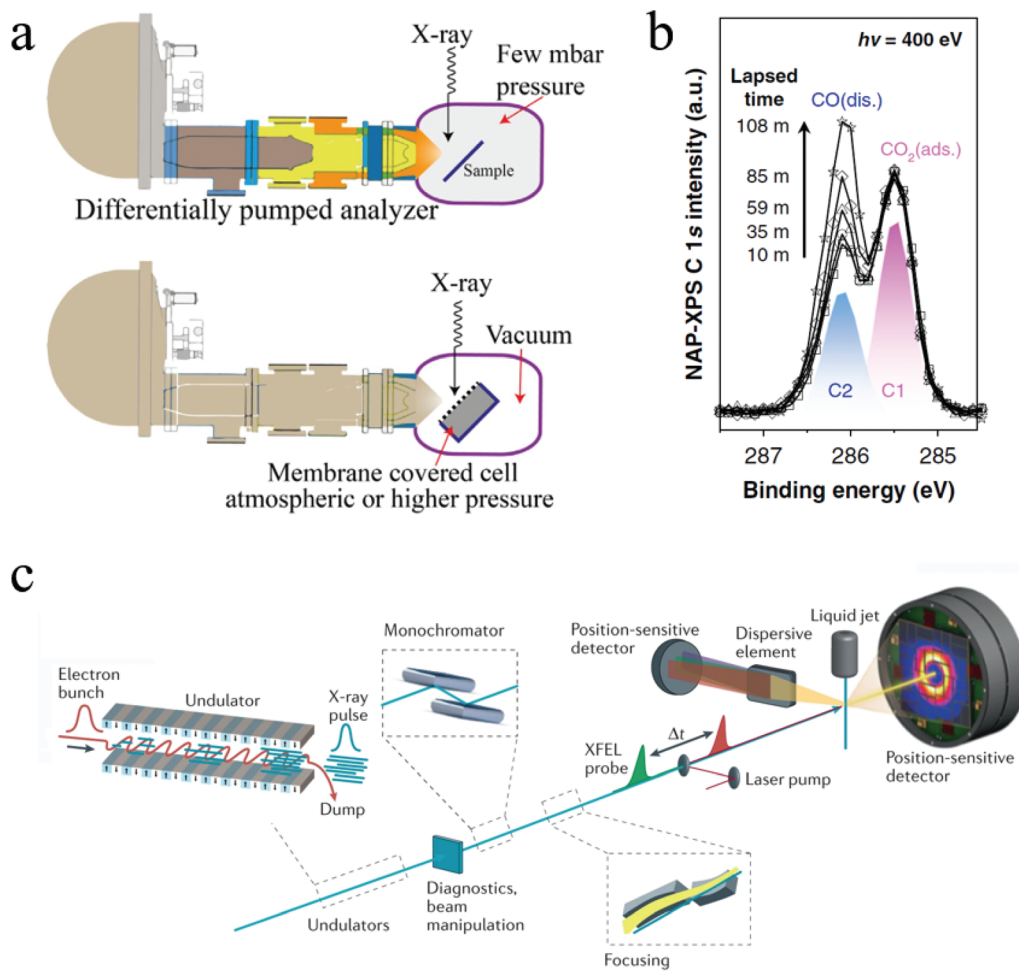 a
X-ray
Few mbar
pressure
Sample
Differentially pumped analyzer
X-ray
Vacuum
Membrane covered cell
atmospheric or higher pressure
b
hv = 400 eV
Lapsed
time
CO(dis.)
108 m
CO₂(ads.)
85 m
59 m
35 m
10 m
C2
C1
NAP-XPS C 1s intensity (a.u.)
287
286
285
Binding energy (eV)
c
Electron
bunch
Undulator
X-ray
pulse
Dump
Monochromator
Position-sensitive
detector
Dispersive
element
Liquid jet
XFEL
probe
Δt
Laser pump
Position-sensitive
detector
Undulators
Diagnostics,
beam
manipulation
Focusing